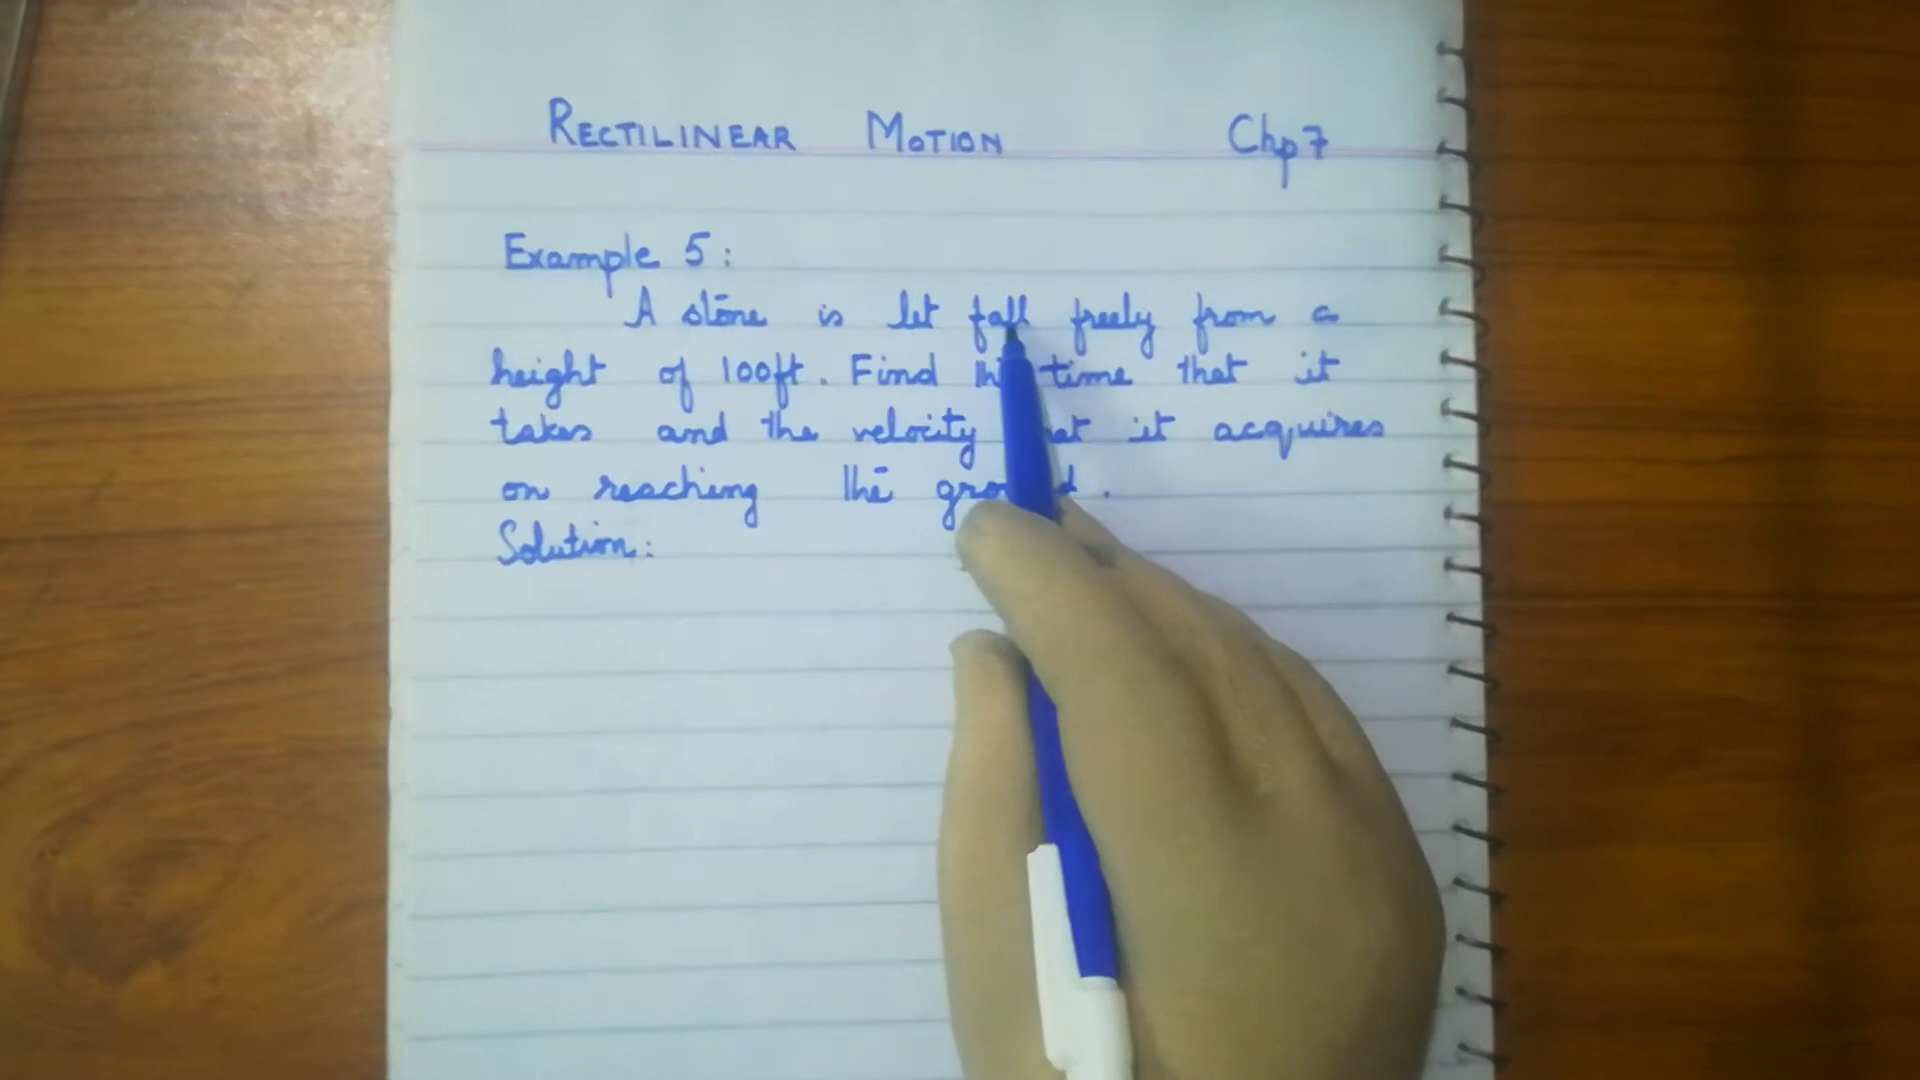 RECTILINEAR MOTION Chp 7
Example 5:
A stone is let fall freely from a
height of 100ft. Find time that it
takes and the velocity it acquires
on reaching the
Solution: